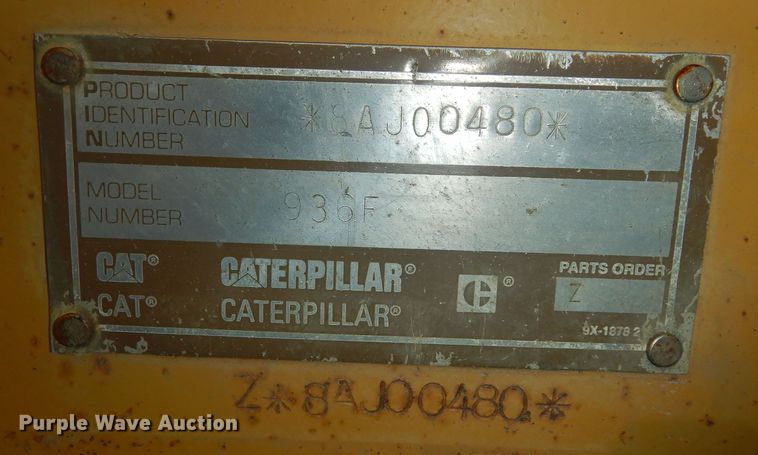 PRODUCT
IDENTIFICATION
NUMBER
*8AJ00480*
MODEL
NUMBER
936F
CAT® CATERPILLAR® ®
CAT® CATERPILLAR®
PARTS ORDER
Z
9X-1876 2
Z*8AJ00480*
Purple Wave Auction